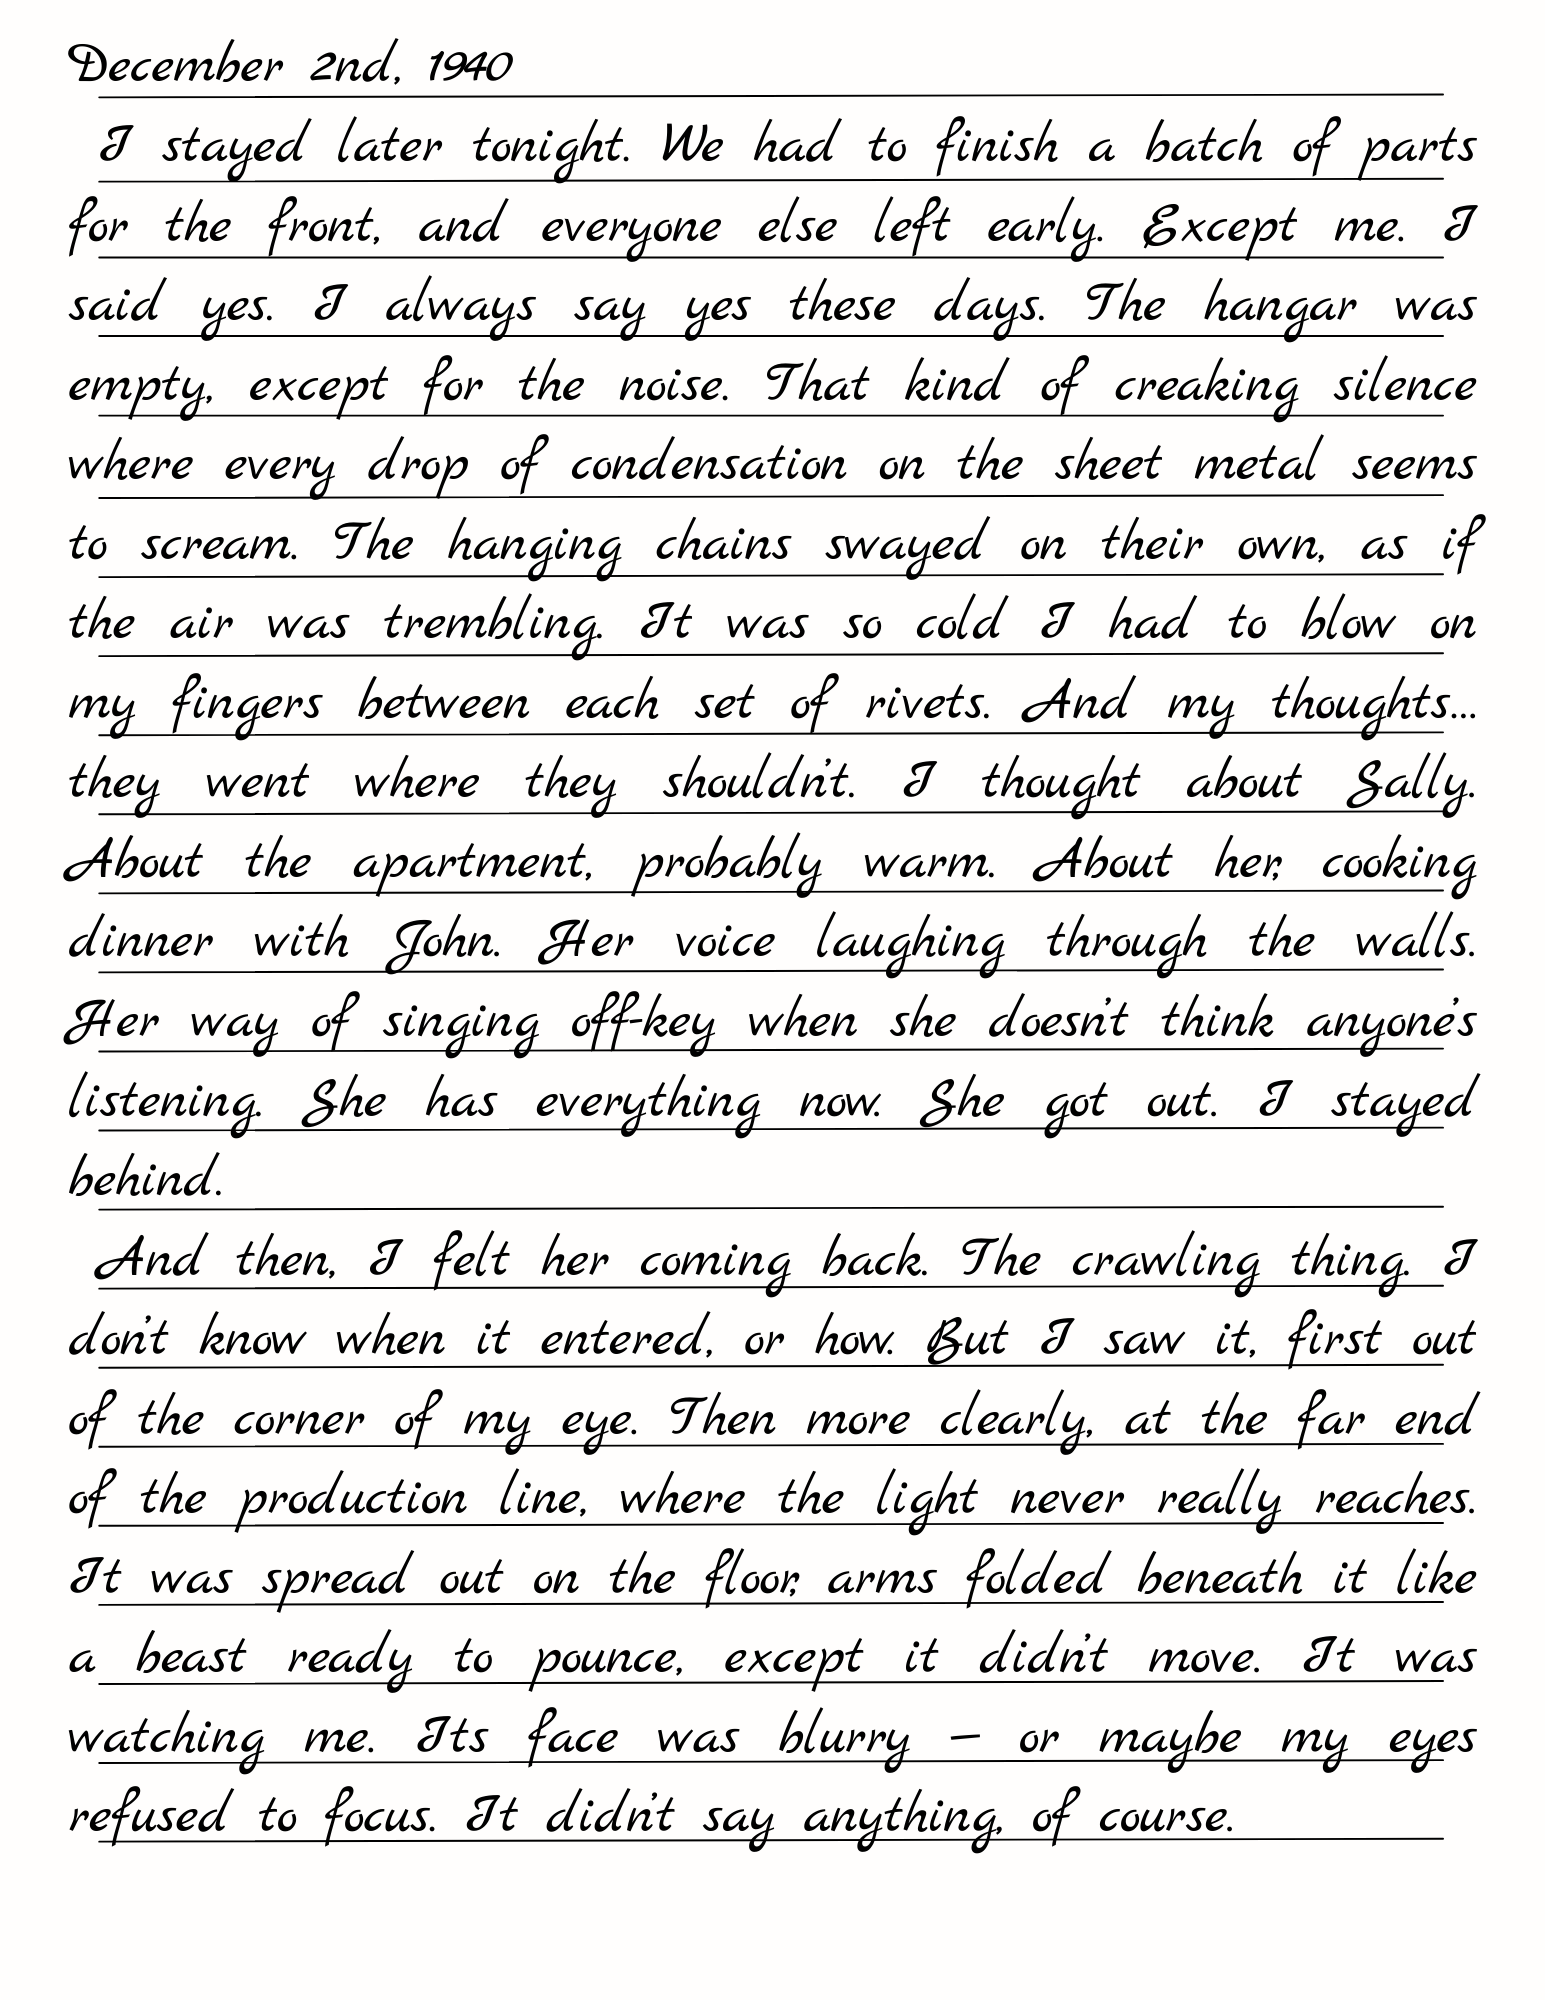 December 2nd, 1940
I stayed later tonight. We had to finish a batch of parts
for the front, and everyone else left early. Except me. I
said yes. I always say yes these days. The hangar was
empty, except for the noise. That kind of creaking silence
where every drop of condensation on the sheet metal seems
to scream. The hanging chains swayed on their own, as if
the air was trembling. It was so cold I had to blow on
my fingers between each set of rivets. And my thoughts...
they went where they shouldn't. I thought about Sally.
About the apartment, probably warm. About her, cooking
dinner with John. Her voice laughing through the walls.
Her way of singing off-key when she doesn't think anyone's
listening. She has everything now. She got out. I stayed
behind.
And then, I felt her coming back. The crawling thing. I
don't know when it entered, or how. But I saw it, first out
of the corner of my eye. Then more clearly, at the far end
of the production line, where the light never really reaches.
It was spread out on the floor, arms folded beneath it like
a beast ready to pounce, except it didn't move. It was
watching me. Its face was blurry – or maybe my eyes
refused to focus. It didn't say anything, of course.